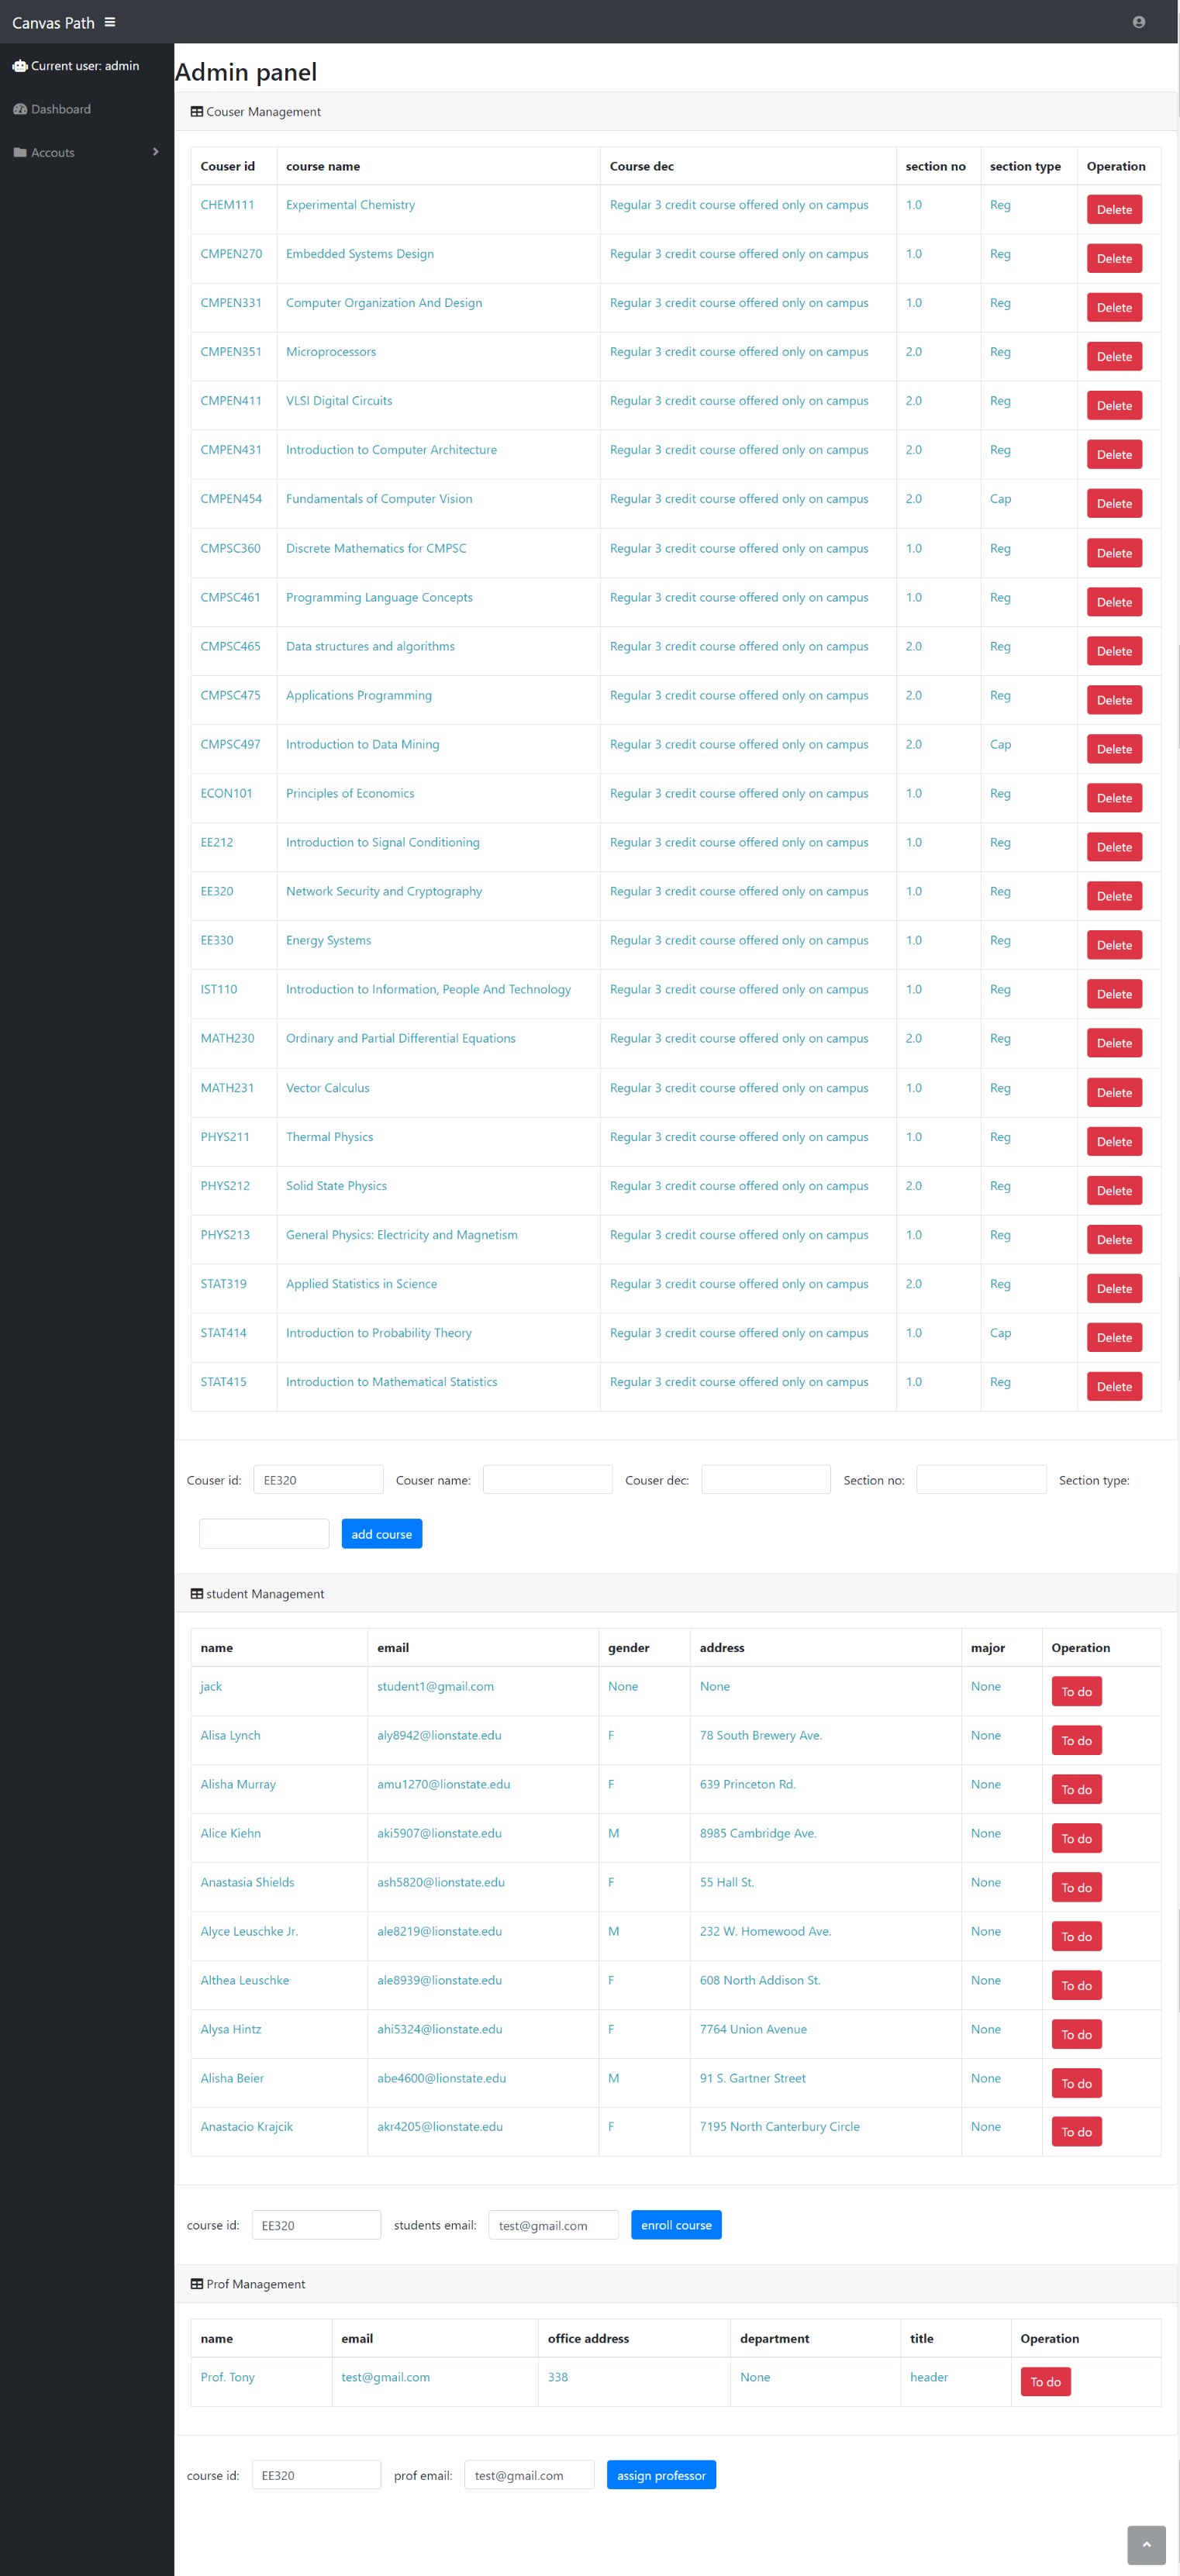 Canvas Path
Current user: admin
Dashboard
Accouts
Admin panel
Couser Management
Couser id course name Course dec section no section type Operation
CHEM111 Experimental Chemistry Regular 3 credit course offered only on campus 1.0 Reg Delete
CMPEN270 Embedded Systems Design Regular 3 credit course offered only on campus 1.0 Reg Delete
CMPEN331 Computer Organization And Design Regular 3 credit course offered only on campus 1.0 Reg Delete
CMPEN351 Microprocessors Regular 3 credit course offered only on campus 2.0 Reg Delete
CMPEN411 VLSI Digital Circuits Regular 3 credit course offered only on campus 2.0 Reg Delete
CMPEN431 Introduction to Computer Architecture Regular 3 credit course offered only on campus 2.0 Reg Delete
CMPEN454 Fundamentals of Computer Vision Regular 3 credit course offered only on campus 2.0 Cap Delete
CMPSC360 Discrete Mathematics for CMPSC Regular 3 credit course offered only on campus 1.0 Reg Delete
CMPSC461 Programming Language Concepts Regular 3 credit course offered only on campus 1.0 Reg Delete
CMPSC465 Data structures and algorithms Regular 3 credit course offered only on campus 2.0 Reg Delete
CMPSC475 Applications Programming Regular 3 credit course offered only on campus 2.0 Reg Delete
CMPSC497 Introduction to Data Mining Regular 3 credit course offered only on campus 2.0 Cap Delete
ECON101 Principles of Economics Regular 3 credit course offered only on campus 1.0 Reg Delete
EE212 Introduction to Signal Conditioning Regular 3 credit course offered only on campus 1.0 Reg Delete
EE320 Network Security and Cryptography Regular 3 credit course offered only on campus 1.0 Reg Delete
EE330 Energy Systems Regular 3 credit course offered only on campus 1.0 Reg Delete
IST110 Introduction to Information, People And Technology Regular 3 credit course offered only on campus 1.0 Reg Delete
MATH230 Ordinary and Partial Differential Equations Regular 3 credit course offered only on campus 2.0 Reg Delete
MATH231 Vector Calculus Regular 3 credit course offered only on campus 1.0 Reg Delete
PHYS211 Thermal Physics Regular 3 credit course offered only on campus 1.0 Reg Delete
PHYS212 Solid State Physics Regular 3 credit course offered only on campus 2.0 Reg Delete
PHYS213 General Physics: Electricity and Magnetism Regular 3 credit course offered only on campus 1.0 Reg Delete
STAT319 Applied Statistics in Science Regular 3 credit course offered only on campus 2.0 Reg Delete
STAT414 Introduction to Probability Theory Regular 3 credit course offered only on campus 1.0 Cap Delete
STAT415 Introduction to Mathematical Statistics Regular 3 credit course offered only on campus 1.0 Reg Delete
Couser id: EE320 Couser name: Couser dec: Section no: Section type:
add course
student Management
name email gender address major Operation
jack student1@gmail.com None None None To do
Alisa Lynch aly8942@lionstate.edu F 78 South Brewery Ave. None To do
Alisha Murray amu1270@lionstate.edu F 639 Princeton Rd. None To do
Alice Kiehn aki5907@lionstate.edu M 8985 Cambridge Ave. None To do
Anastasia Shields ash5820@lionstate.edu F 55 Hall St. None To do
Alyce Leuschke Jr. ale8219@lionstate.edu M 232 W. Homewood Ave. None To do
Althea Leuschke ale8939@lionstate.edu F 608 North Addison St. None To do
Alysa Hintz ahi5324@lionstate.edu F 7764 Union Avenue None To do
Alisha Beier abe4600@lionstate.edu M 91 S. Gartner Street None To do
Anastacio Krajcik akr4205@lionstate.edu F 7195 North Canterbury Circle None To do
course id: EE320 students email: test@gmail.com enroll course
Prof Management
name email office address department title Operation
Prof. Tony test@gmail.com 338 None header To do
course id: EE320 prof email: test@gmail.com assign professor